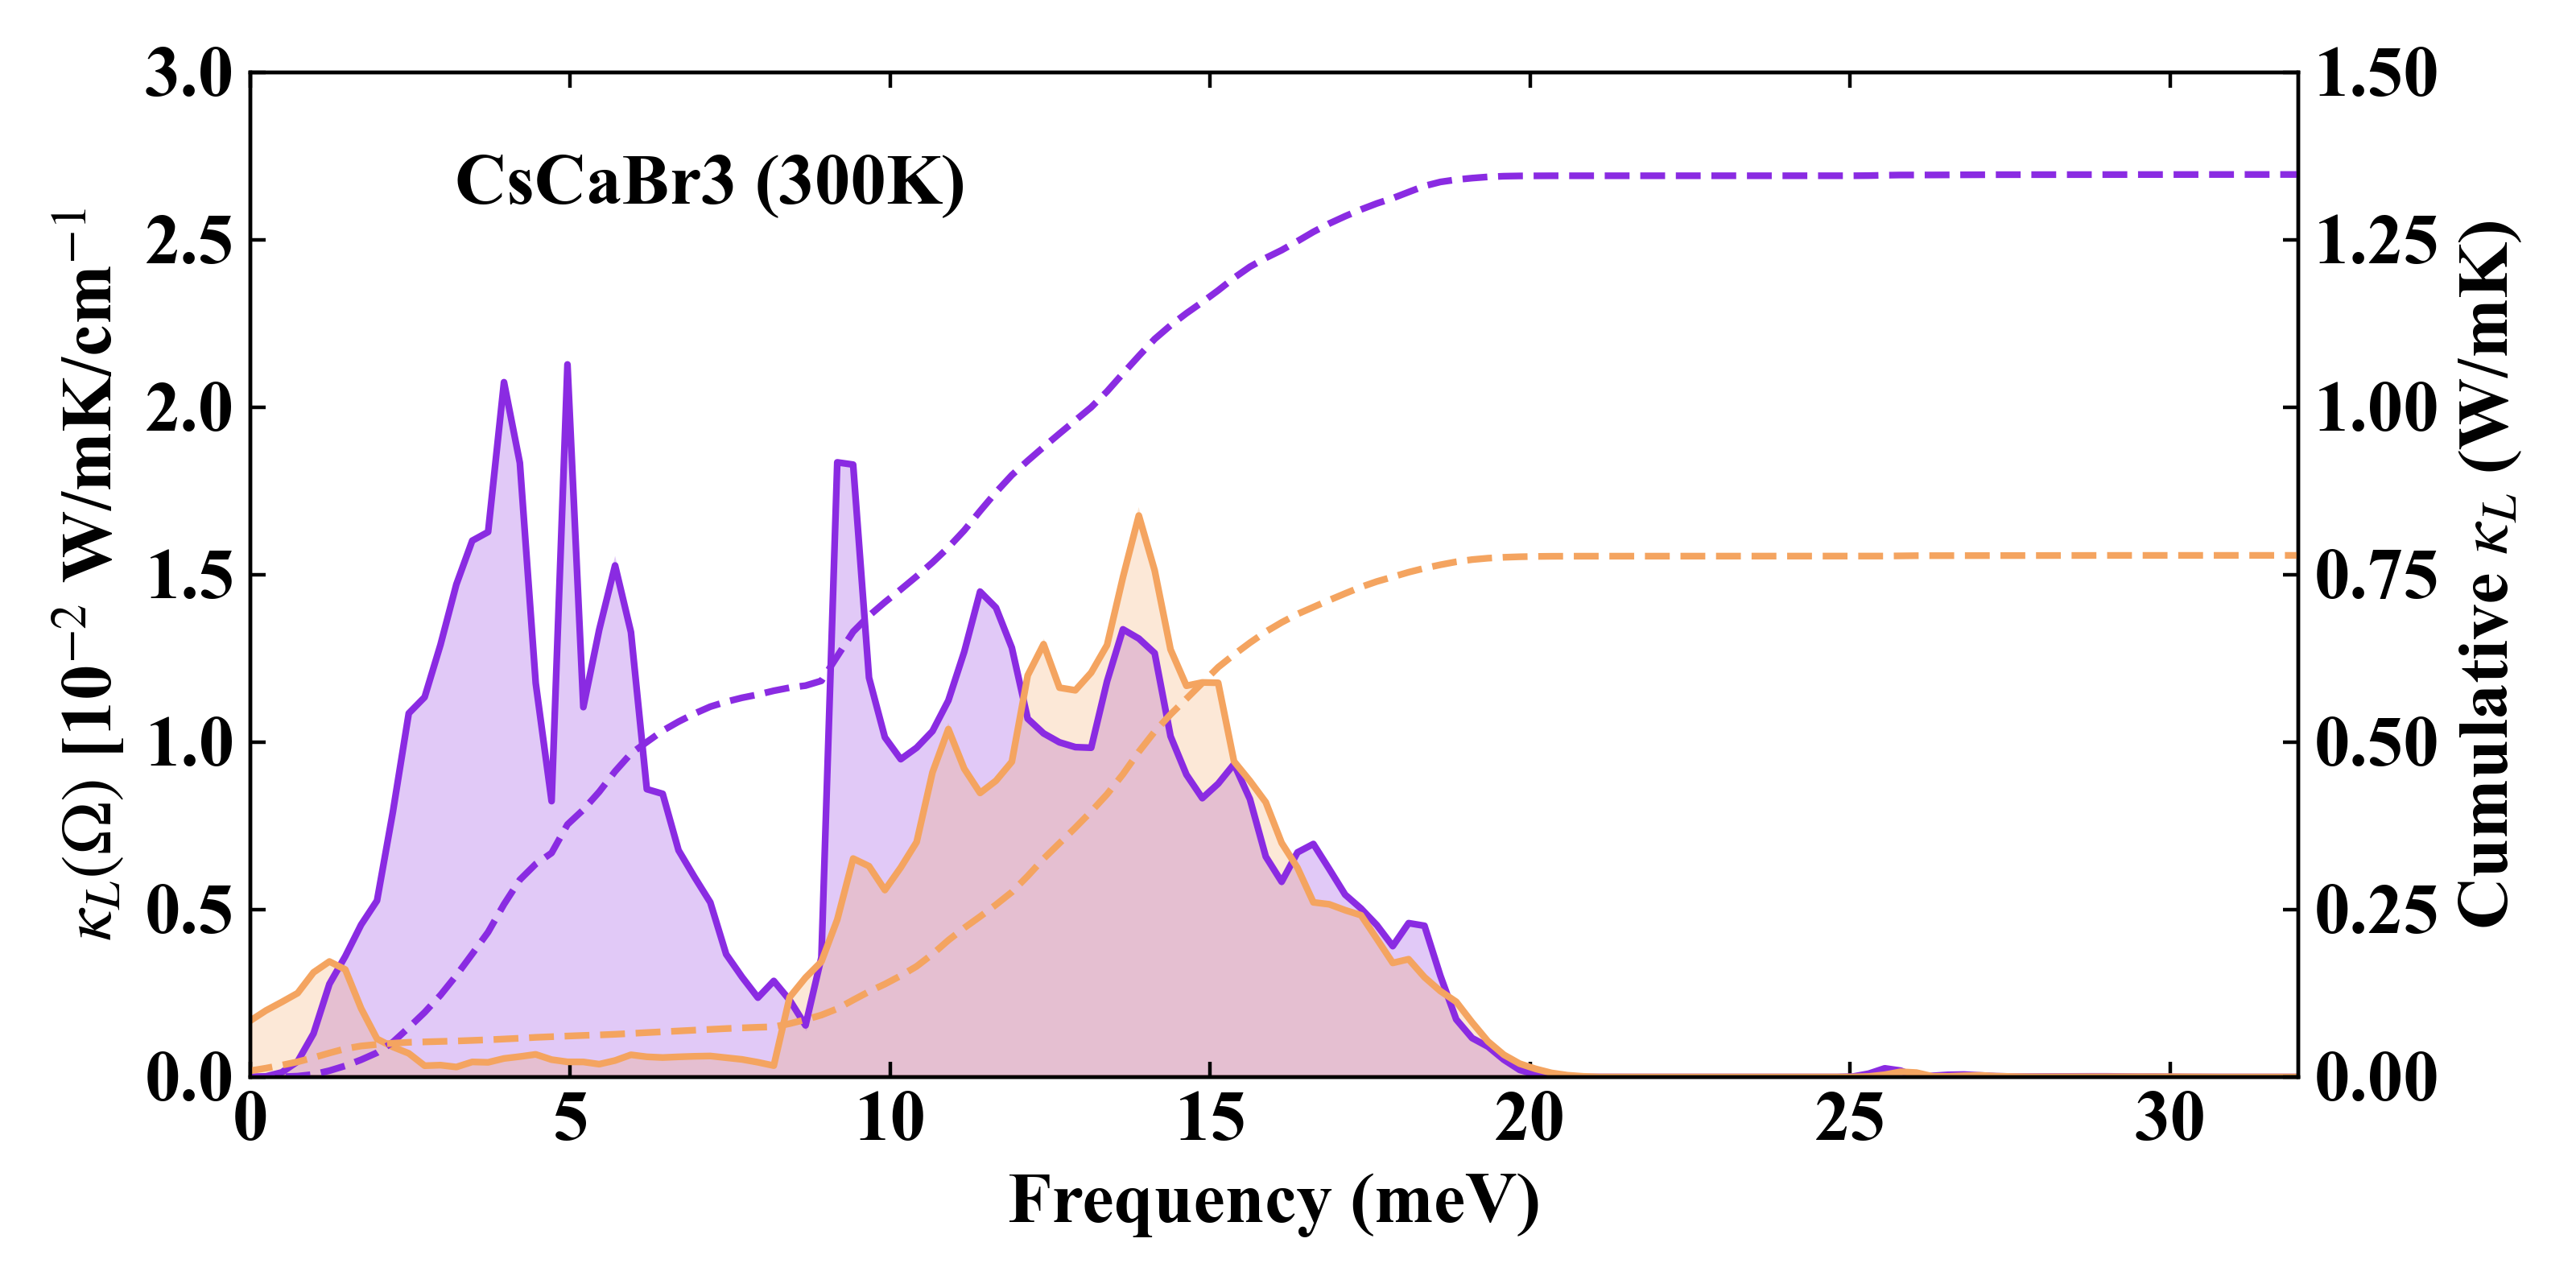 CsCaBr3 (300K)
κ_L(Ω) [10⁻² W/mK/cm⁻¹
3.0
2.5
2.0
1.5
1.0
0.5
0.0
0 5 10 15 20 25 30
Frequency (meV)
1.50
1.25
1.00
0.75
0.50
0.25
0.00
Cumulative κ_L (W/mK)